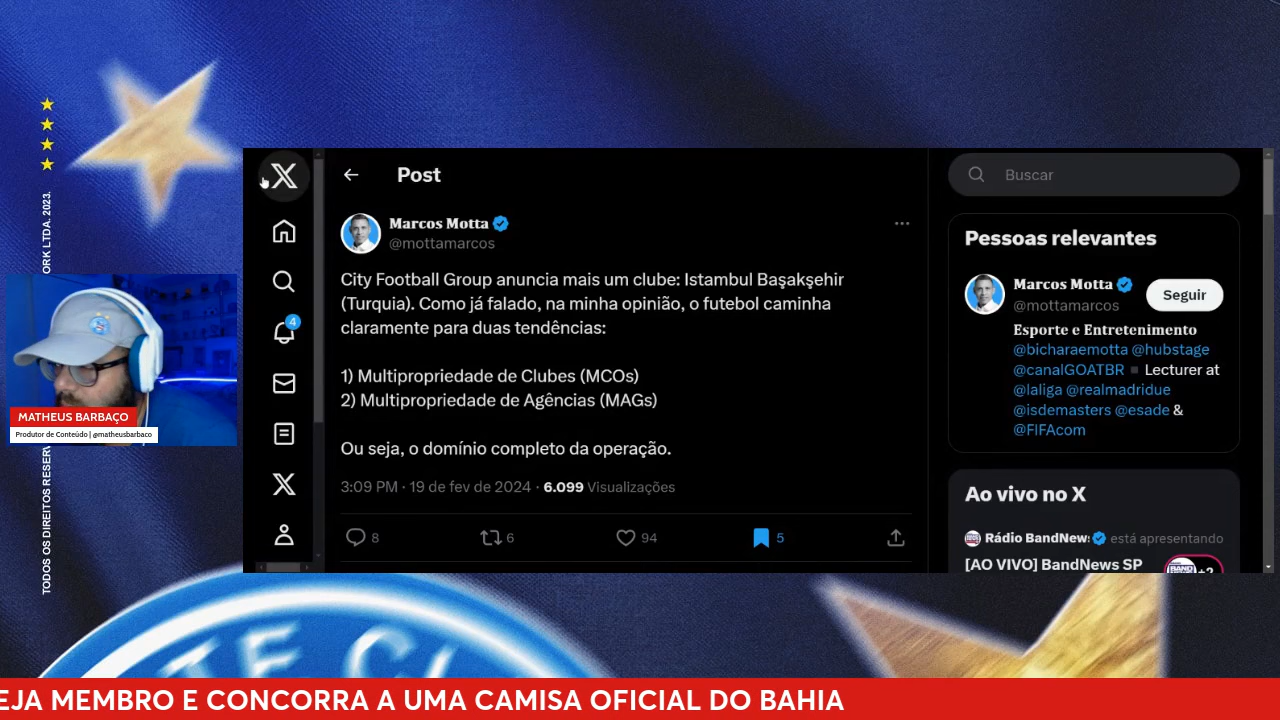 TODOS OS DIREITOS RESERV
ORK LTDA. 2023.
Post
Marcos Motta
@mottamarcos
City Football Group anuncia mais um clube: Istambul Başakşehir
(Turquia). Como já falado, na minha opinião, o futebol caminha
claramente para duas tendências:
1) Multipropriedade de Clubes (MCOs)
2) Multipropriedade de Agências (MAGs)
Ou seja, o domínio completo da operação.
3:09 PM · 19 de fev de 2024 · 6.099 Visualizações
8 6 94 5
4
Buscar
Pessoas relevantes
Marcos Motta
@mottamarcos
Seguir
Esporte e Entretenimento
@bicharaemotta @hubstage
@canalGOATBR ▪ Lecturer at
@laliga @realmadridue
@isdemasters @esade &
@FIFAcom
Ao vivo no X
Rádio BandNews está apresentando
[AO VIVO] BandNews SP
+2
MATHEUS BARBAÇO
Produtor de Conteúdo | @matheusbarbaco
TE CL
EJA MEMBRO E CONCORRA A UMA CAMISA OFICIAL DO BAHIA